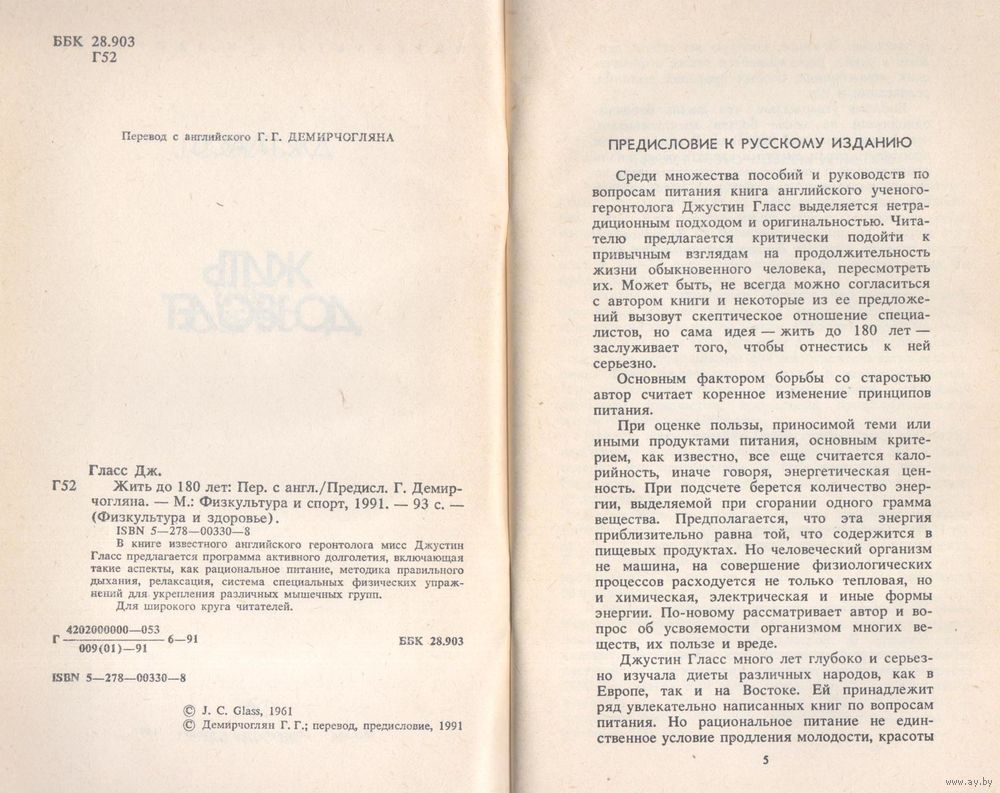 ББК 28.903
Г52
Перевод с английского Г. Г. ДЕМИРЧОГЛЯНА
Гласс Дж.
Г52 Жить до 180 лет: Пер. с англ./Предисл. Г. Демир-
чогляна. — М.: Физкультура и спорт, 1991. — 93 с. —
(Физкультура и здоровье).
ISBN 5—278—00330—8
В книге известного английского геронтолога мисс Джустин
Гласс предлагается программа активного долголетия, включающая
такие аспекты, как рациональное питание, методика правильного
дыхания, релаксация, система специальных физических упраж-
нений для укрепления различных мышечных групп.
Для широкого круга читателей.
Г 4202000000—053
009(01)—91 6—91 ББК 28.903
ISBN 5—278—00330—8
© J. C. Glass, 1961
© Демирчоглян Г. Г.; перевод, предисловие, 1991
ПРЕДИСЛОВИЕ К РУССКОМУ ИЗДАНИЮ
Среди множества пособий и руководств по
вопросам питания книга английского ученого-
геронтолога Джустин Гласс выделяется нетра-
диционным подходом и оригинальностью. Чита-
телю предлагается критически подойти к
привычным взглядам на продолжительность
жизни обыкновенного человека, пересмотреть
их. Может быть, не всегда можно согласиться
с автором книги и некоторые из ее предложе-
ний вызовут скептическое отношение специа-
листов, но сама идея — жить до 180 лет —
заслуживает того, чтобы отнестись к ней
серьезно.
Основным фактором борьбы со старостью
автор считает коренное изменение принципов
питания.
При оценке пользы, приносимой теми или
иными продуктами питания, основным крите-
рием, как известно, все еще считается кало-
рийность, иначе говоря, энергетическая цен-
ность. При подсчете берется количество энер-
гии, выделяемой при сгорании одного грамма
вещества. Предполагается, что эта энергия
приблизительно равна той, что содержится в
пищевых продуктах. Но человеческий организм
не машина, на совершение физиологических
процессов расходуется не только тепловая, но
и химическая, электрическая и иные формы
энергии. По-новому рассматривает автор и во-
прос об усвояемости организмом многих ве-
ществ, их пользе и вреде.
Джустин Гласс много лет глубоко и серьез-
но изучала диеты различных народов, как в
Европе, так и на Востоке. Ей принадлежит
ряд увлекательно написанных книг по вопросам
питания. Но рациональное питание не един-
ственное условие продления молодости, красоты
5
www.ay.by